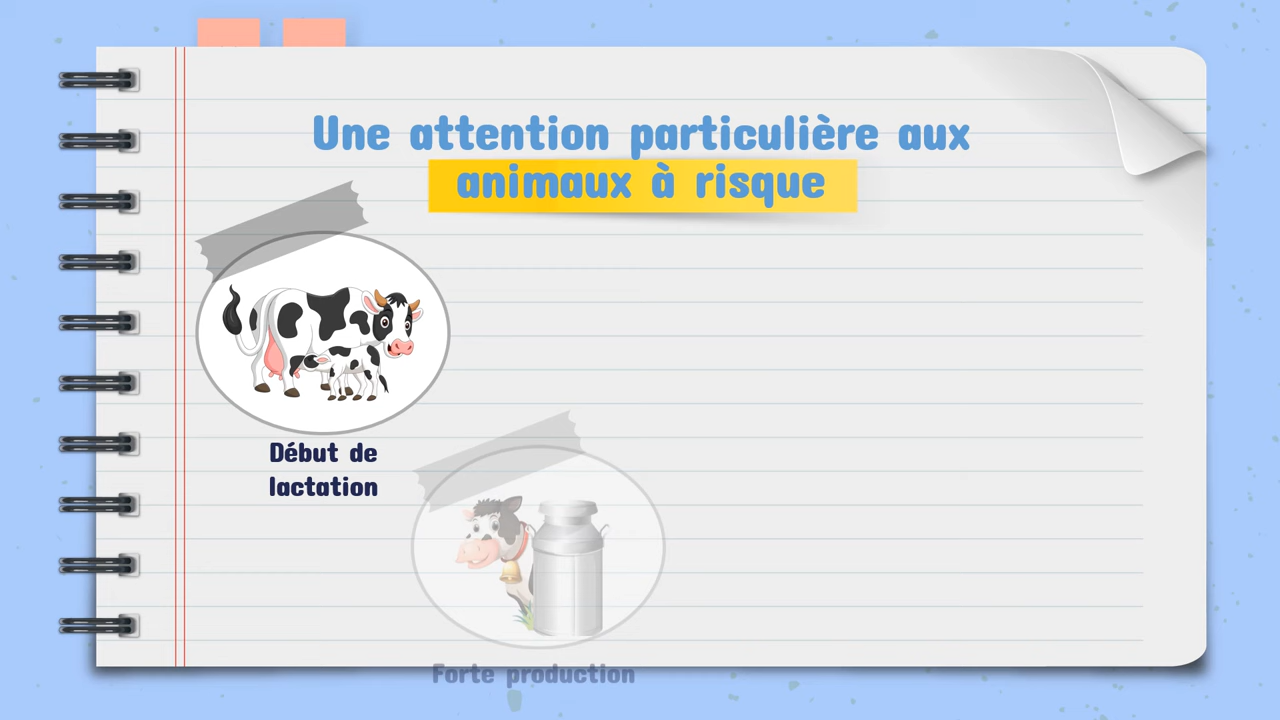 Une attention particulière aux
animaux à risque
Début de
lactation
Forte production